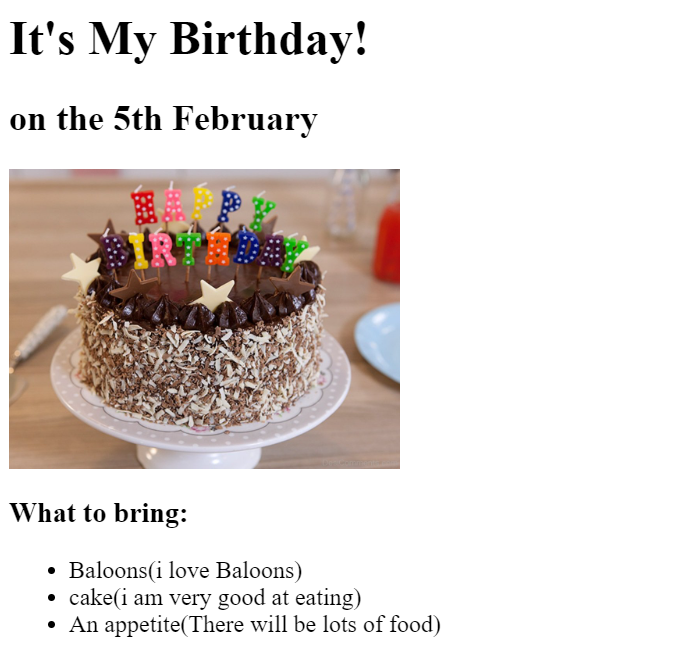 It's My Birthday!
on the 5th February
HAPPY
BIRTHDAY
What to bring:
Baloons(i love Baloons)
cake(i am very good at eating)
An appetite(There will be lots of food)